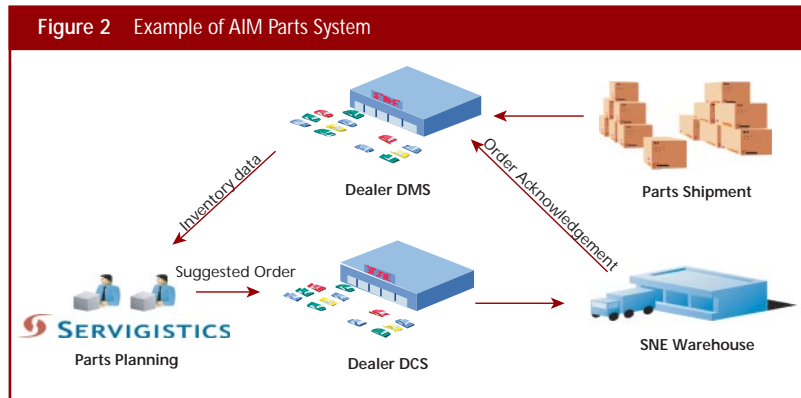 Figure 2 Example of AIM Parts System
Dealer DMS
Parts Shipment
Inventory data
Order Acknowledgement
Suggested Order
SERVIGISTICS
Parts Planning
Dealer DCS
SNE Warehouse